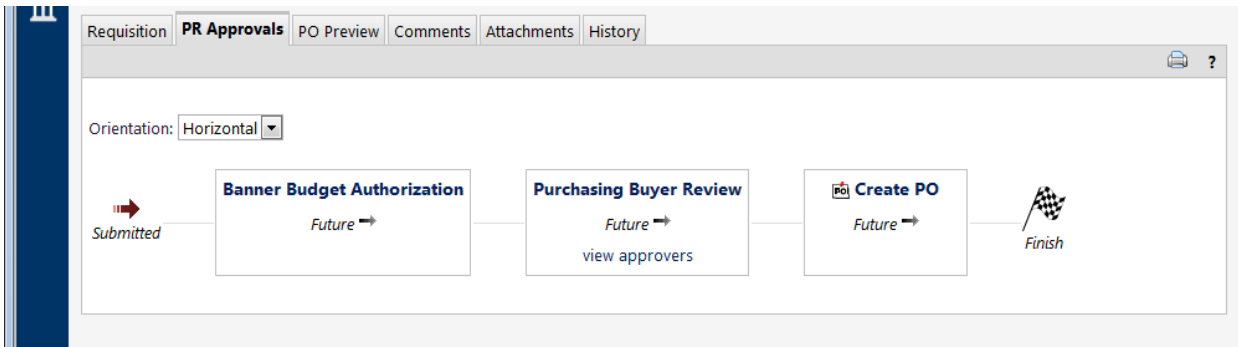 Requisition PR Approvals PO Preview Comments Attachments History
?
Orientation: Horizontal
Banner Budget Authorization Purchasing Buyer Review PO Create PO
Submitted Future Future Future Finish
view approvers